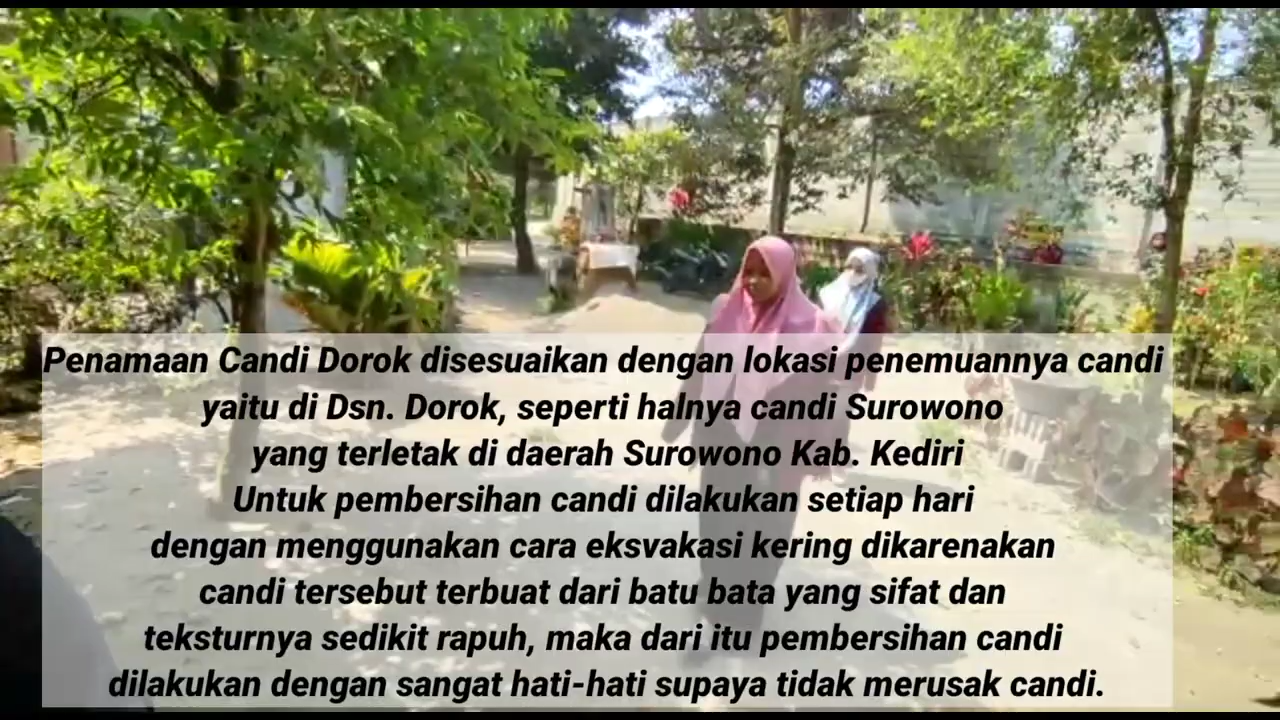 Penamaan Candi Dorok disesuaikan dengan lokasi penemuannya candi
yaitu di Dsn. Dorok, seperti halnya candi Surowono
yang terletak di daerah Surowono Kab. Kediri
Untuk pembersihan candi dilakukan setiap hari
dengan menggunakan cara eksvakasi kering dikarenakan
candi tersebut terbuat dari batu bata yang sifat dan
teksturnya sedikit rapuh, maka dari itu pembersihan candi
dilakukan dengan sangat hati-hati supaya tidak merusak candi.